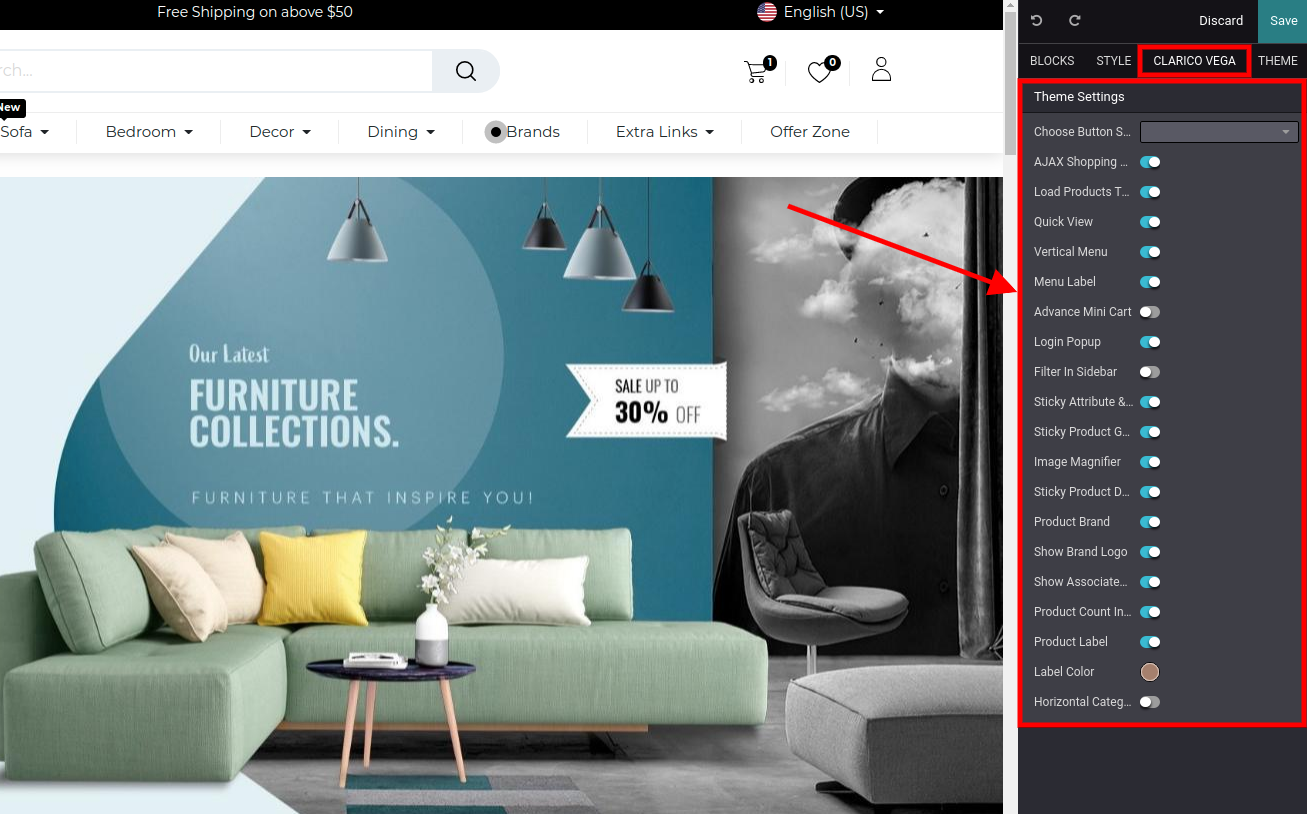 Free Shipping on above $50
English (US)
Discard
Save
BLOCKS
STYLE
CLARICO VEGA
THEME
rch...
1
0
New
Sofa
Bedroom
Decor
Dining
Brands
Extra Links
Offer Zone
Our Latest
FURNITURE
COLLECTIONS.
FURNITURE THAT INSPIRE YOU!
SALE UP TO
30% OFF
Theme Settings
Choose Button S...
AJAX Shopping ...
Load Products T...
Quick View
Vertical Menu
Menu Label
Advance Mini Cart
Login Popup
Filter In Sidebar
Sticky Attribute &...
Sticky Product G...
Image Magnifier
Sticky Product D...
Product Brand
Show Brand Logo
Show Associate...
Product Count In...
Product Label
Label Color
Horizontal Categ...